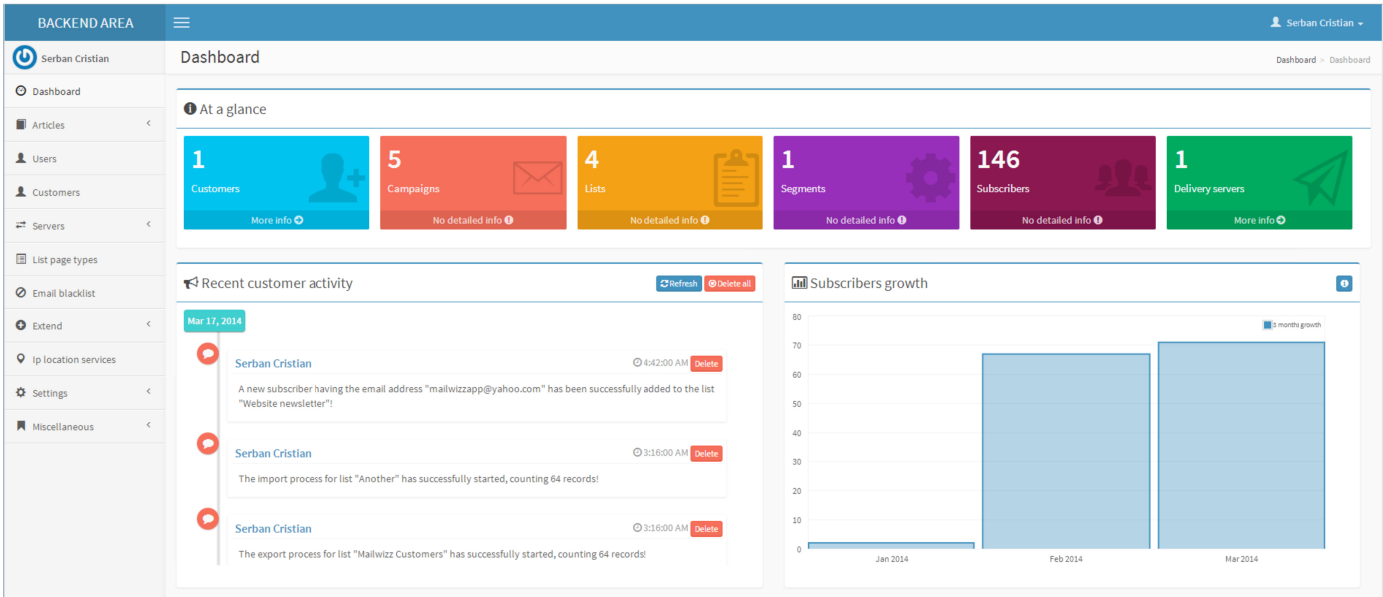 BACKEND AREA
Serban Cristian
Serban Cristian
Dashboard
Dashboard > Dashboard
Dashboard
Articles
Users
Customers
Servers
List page types
Email blacklist
Extend
Ip location services
Settings
Miscellaneous
At a glance
1
Customers
More info
5
Campaigns
No detailed info
4
Lists
No detailed info
1
Segments
No detailed info
146
Subscribers
No detailed info
1
Delivery servers
More info
Recent customer activity
Refresh
Delete all
Mar 17, 2014
Serban Cristian
4:42:00 AM
Delete
A new subscriber having the email address "mailwizzapp@yahoo.com" has been successfully added to the list
"Website newsletter"!
Serban Cristian
3:16:00 AM
Delete
The import process for list "Another" has successfully started, counting 64 records!
Serban Cristian
3:16:00 AM
Delete
The export process for list "Mailwizz Customers" has successfully started, counting 64 records!
Subscribers growth
3 months growth
80
70
60
50
40
30
20
10
0
Jan 2014
Feb 2014
Mar 2014